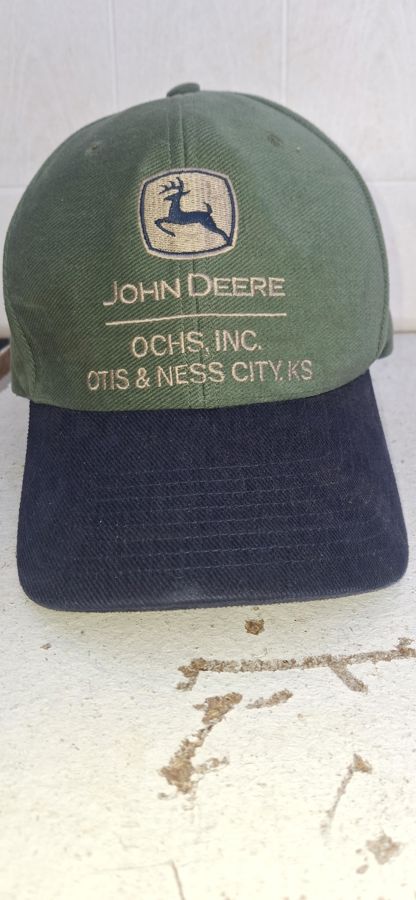 JOHN DEERE
OCHS, INC.
OTIS & NESS CITY, KS